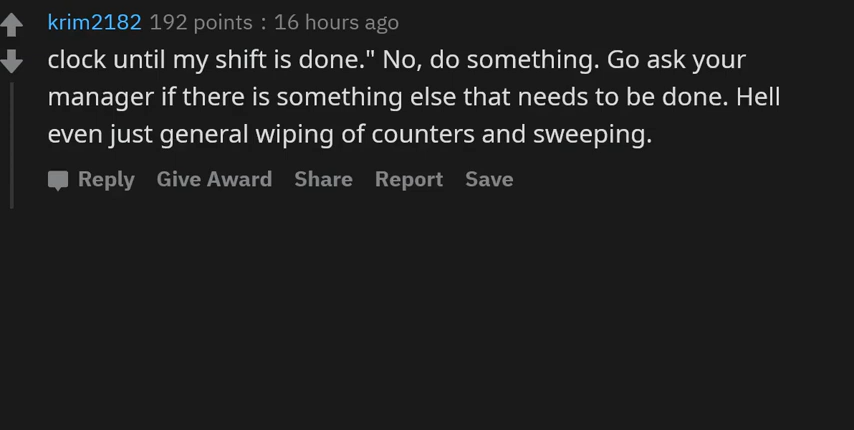 krim2182 192 points : 16 hours ago
clock until my shift is done." No, do something. Go ask your
manager if there is something else that needs to be done. Hell
even just general wiping of counters and sweeping.
Reply Give Award Share Report Save